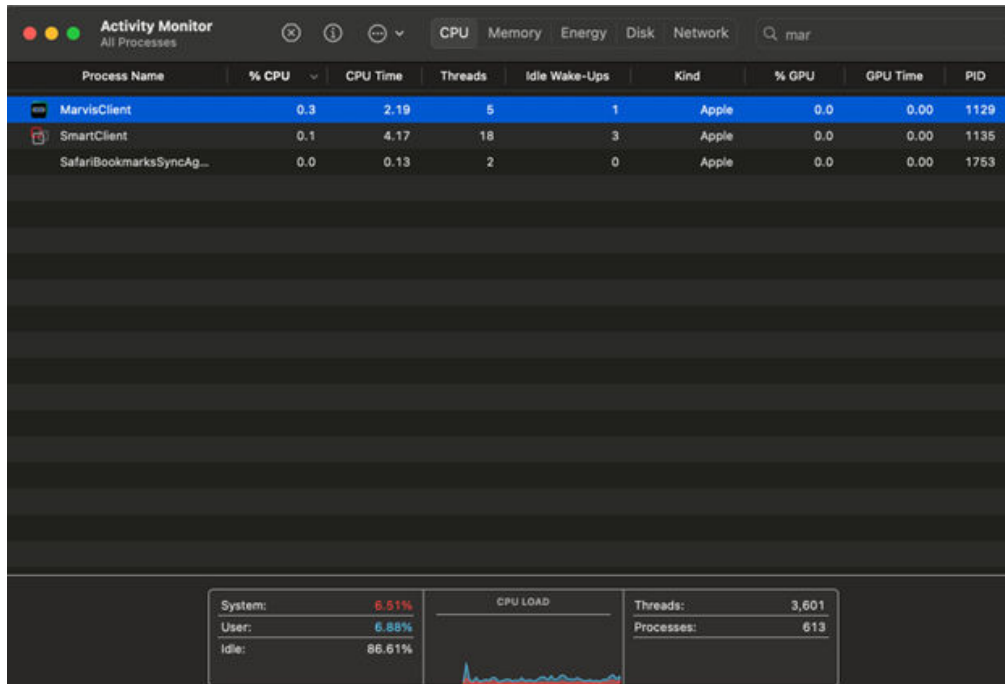 Activity Monitor
All Processes
CPU Memory Energy Disk Network mar
Process Name % CPU CPU Time Threads Idle Wake-Ups Kind % GPU GPU Time PID
MarvisClient 0.3 2.19 5 1 Apple 0.0 0.00 1129
SmartClient 0.1 4.17 18 3 Apple 0.0 0.00 1135
SafariBookmarksSyncAg... 0.0 0.13 2 0 Apple 0.0 0.00 1753
System: 6.51% CPU LOAD Threads: 3,601
User: 6.88% Processes: 613
Idle: 86.61%